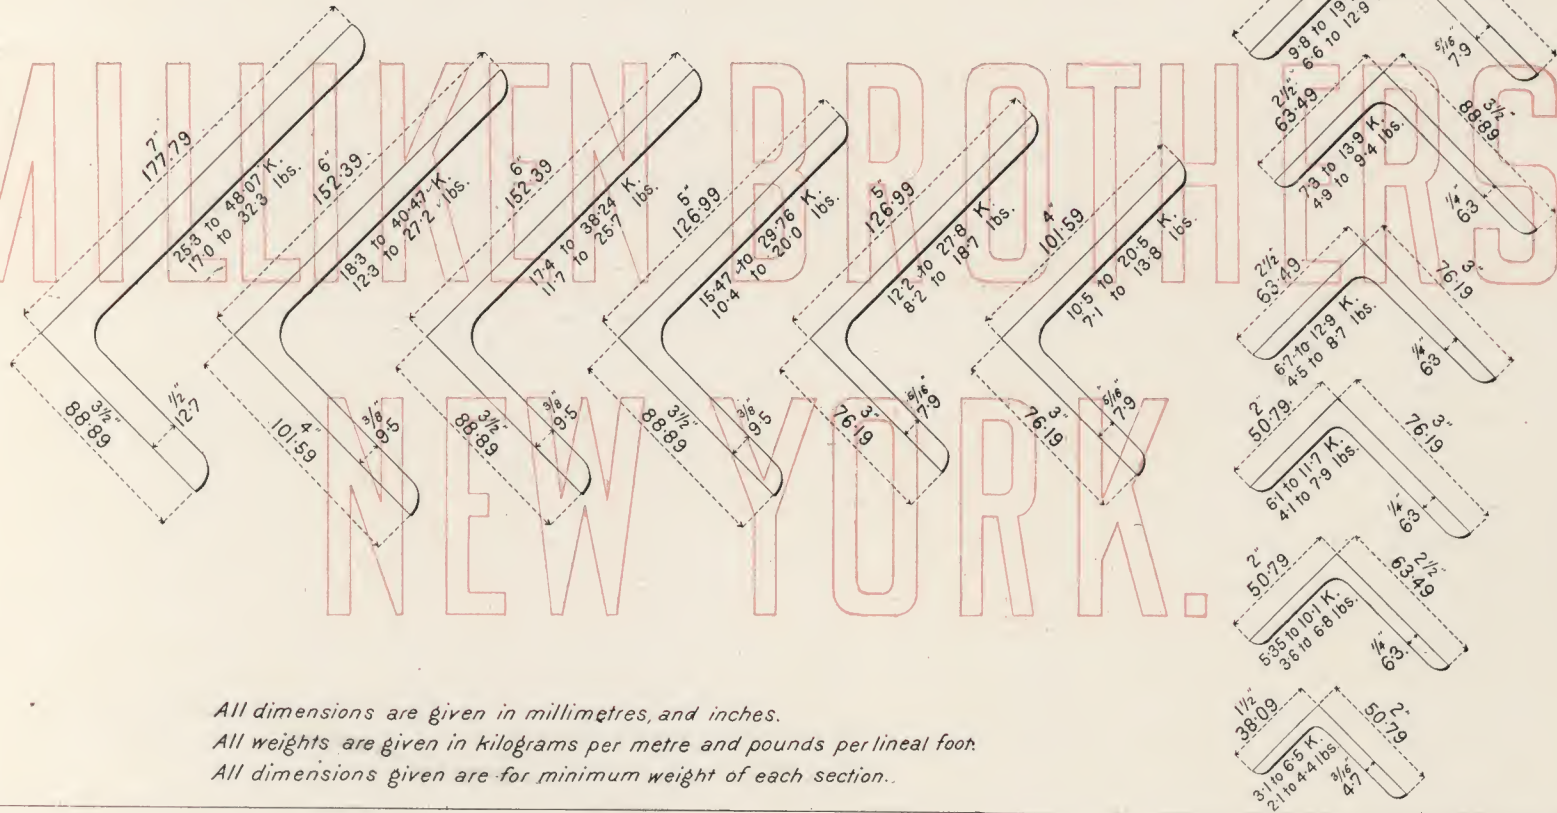 MILLIKEN BROTHERS
NEW YORK.
7"
177·79
25·3 to 48·07 K.
17·0 to 32·3 lbs.
3½"
88·89
½"
12·7
6"
152·39
18·3 to 40·47 K.
12·3 to 27·2 lbs.
4"
101·59
3/8"
9·5
6"
152·39
17·4 to 38·24 K.
11·7 to 25·7 lbs.
3½"
88·89
3/8"
9·5
5"
126·99
15·47 to 29·76 K.
10·4 to 20·0 lbs.
3½"
88·89
3/8"
9·5
5"
126·99
12·2 to 27·8 K.
8·2 to 18·7 lbs.
3"
76·19
5/16"
7·9
4"
101·59
10·5 to 20·5 K.
7·1 to 13·8 lbs.
3"
76·19
5/16"
7·9
9·8 to 19
6·6 to 12·9
5/16"
7·9
2½"
63·49
3½"
88·89
7·3 to 13·9 K.
4·9 to 9·4 lbs.
¼"
6·3
2½"
63·49
3"
76·19
6·7 to 12·9 K.
4·5 to 8·7 lbs.
¼"
6·3
2"
50·79
3"
76·19
6·1 to 11·7 K.
4·1 to 7·9 lbs.
¼"
6·3
2"
50·79
2½"
63·49
5·35 to 10·1 K.
3·6 to 6·8 lbs.
¼"
6·3
1½"
38·09
2"
50·79
3·1 to 6·5 K.
2·1 to 4·4 lbs.
3/16"
4·7
All dimensions are given in millimetres, and inches.
All weights are given in kilograms per metre and pounds per lineal foot.
All dimensions given are for minimum weight of each section.